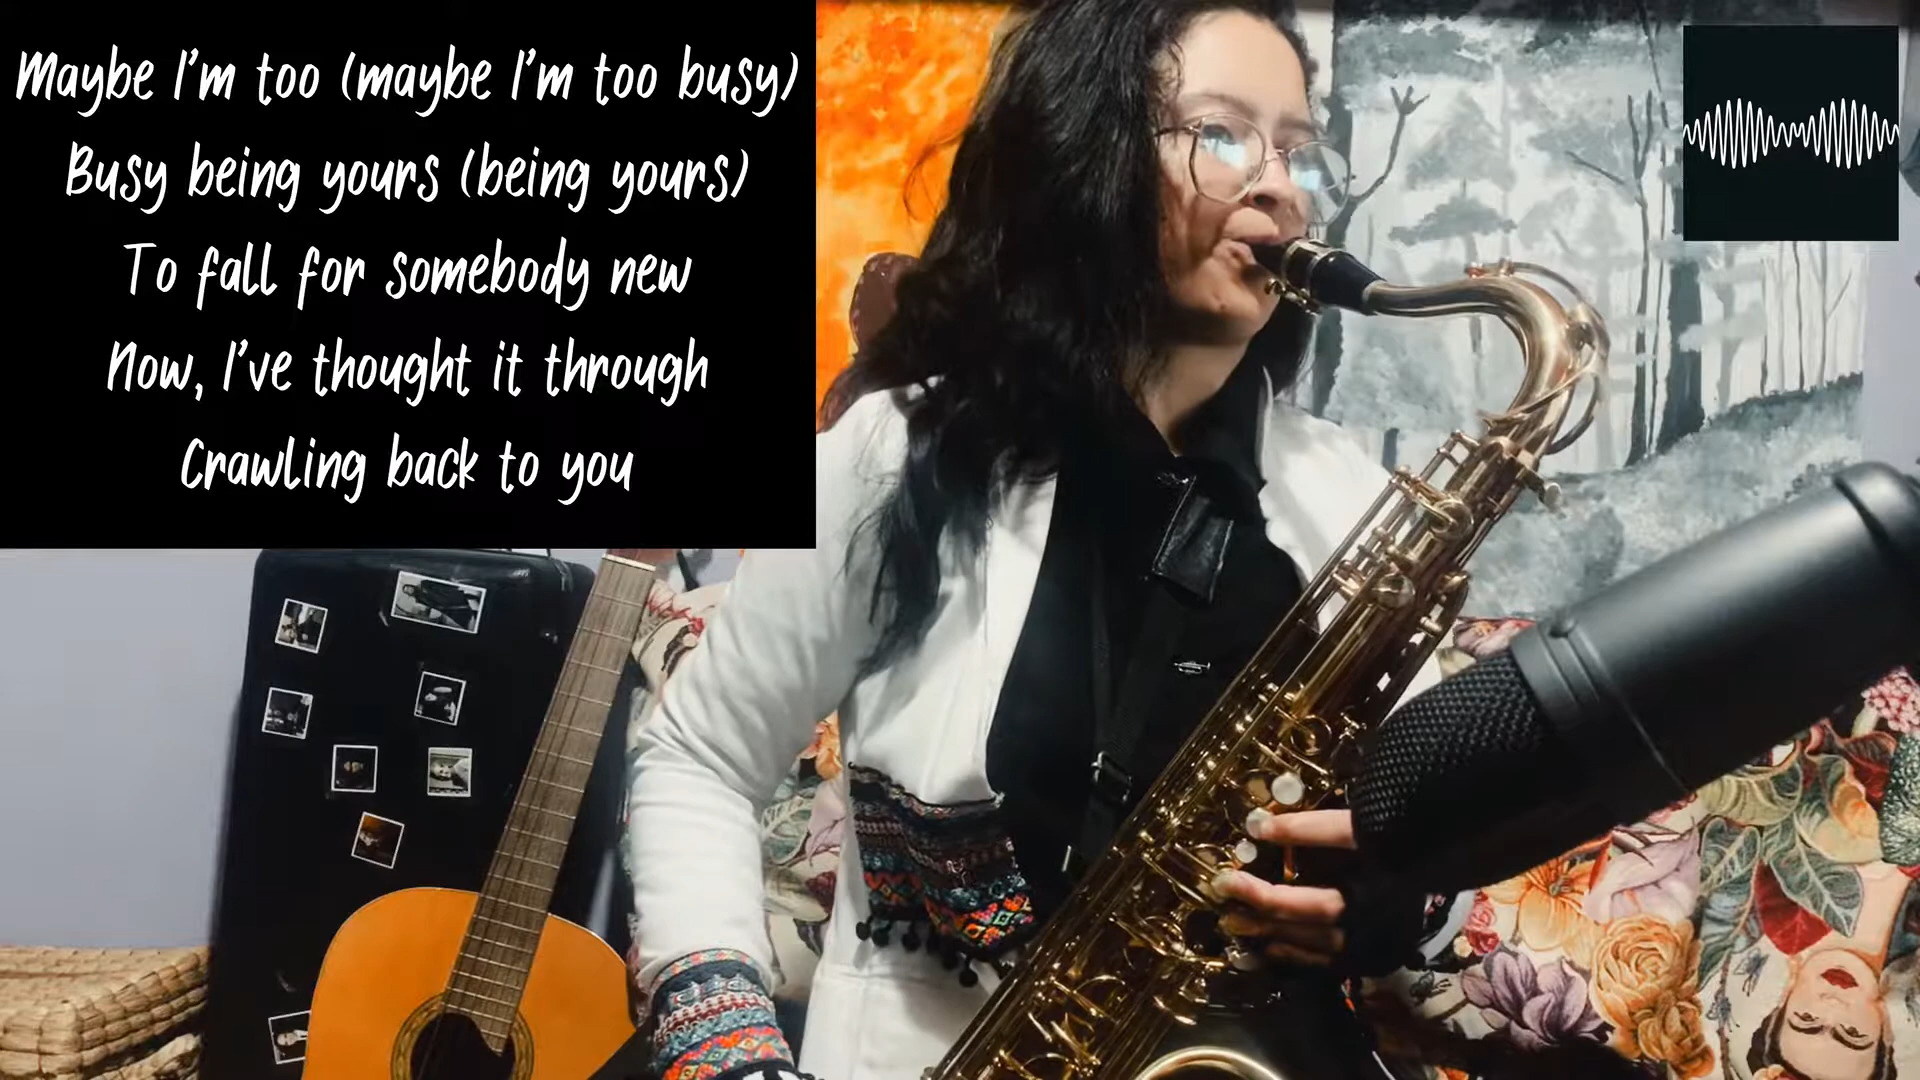 Maybe I'm too (maybe I'm too busy)
Busy being yours (being yours)
To fall for somebody new
Now, I've thought it through
Crawling back to you